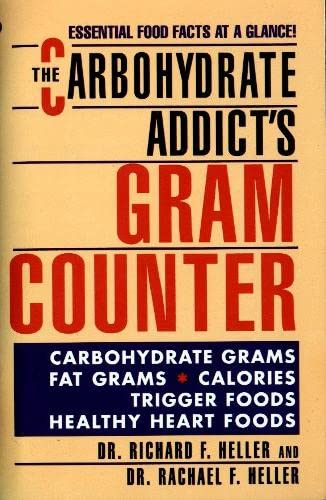 ESSENTIAL FOOD FACTS AT A GLANCE!
THE CARBOHYDRATE
ADDICT'S
GRAM
COUNTER
CARBOHYDRATE GRAMS
FAT GRAMS * CALORIES
TRIGGER FOODS
HEALTHY HEART FOODS
DR. RICHARD F. HELLER AND
DR. RACHAEL F. HELLER